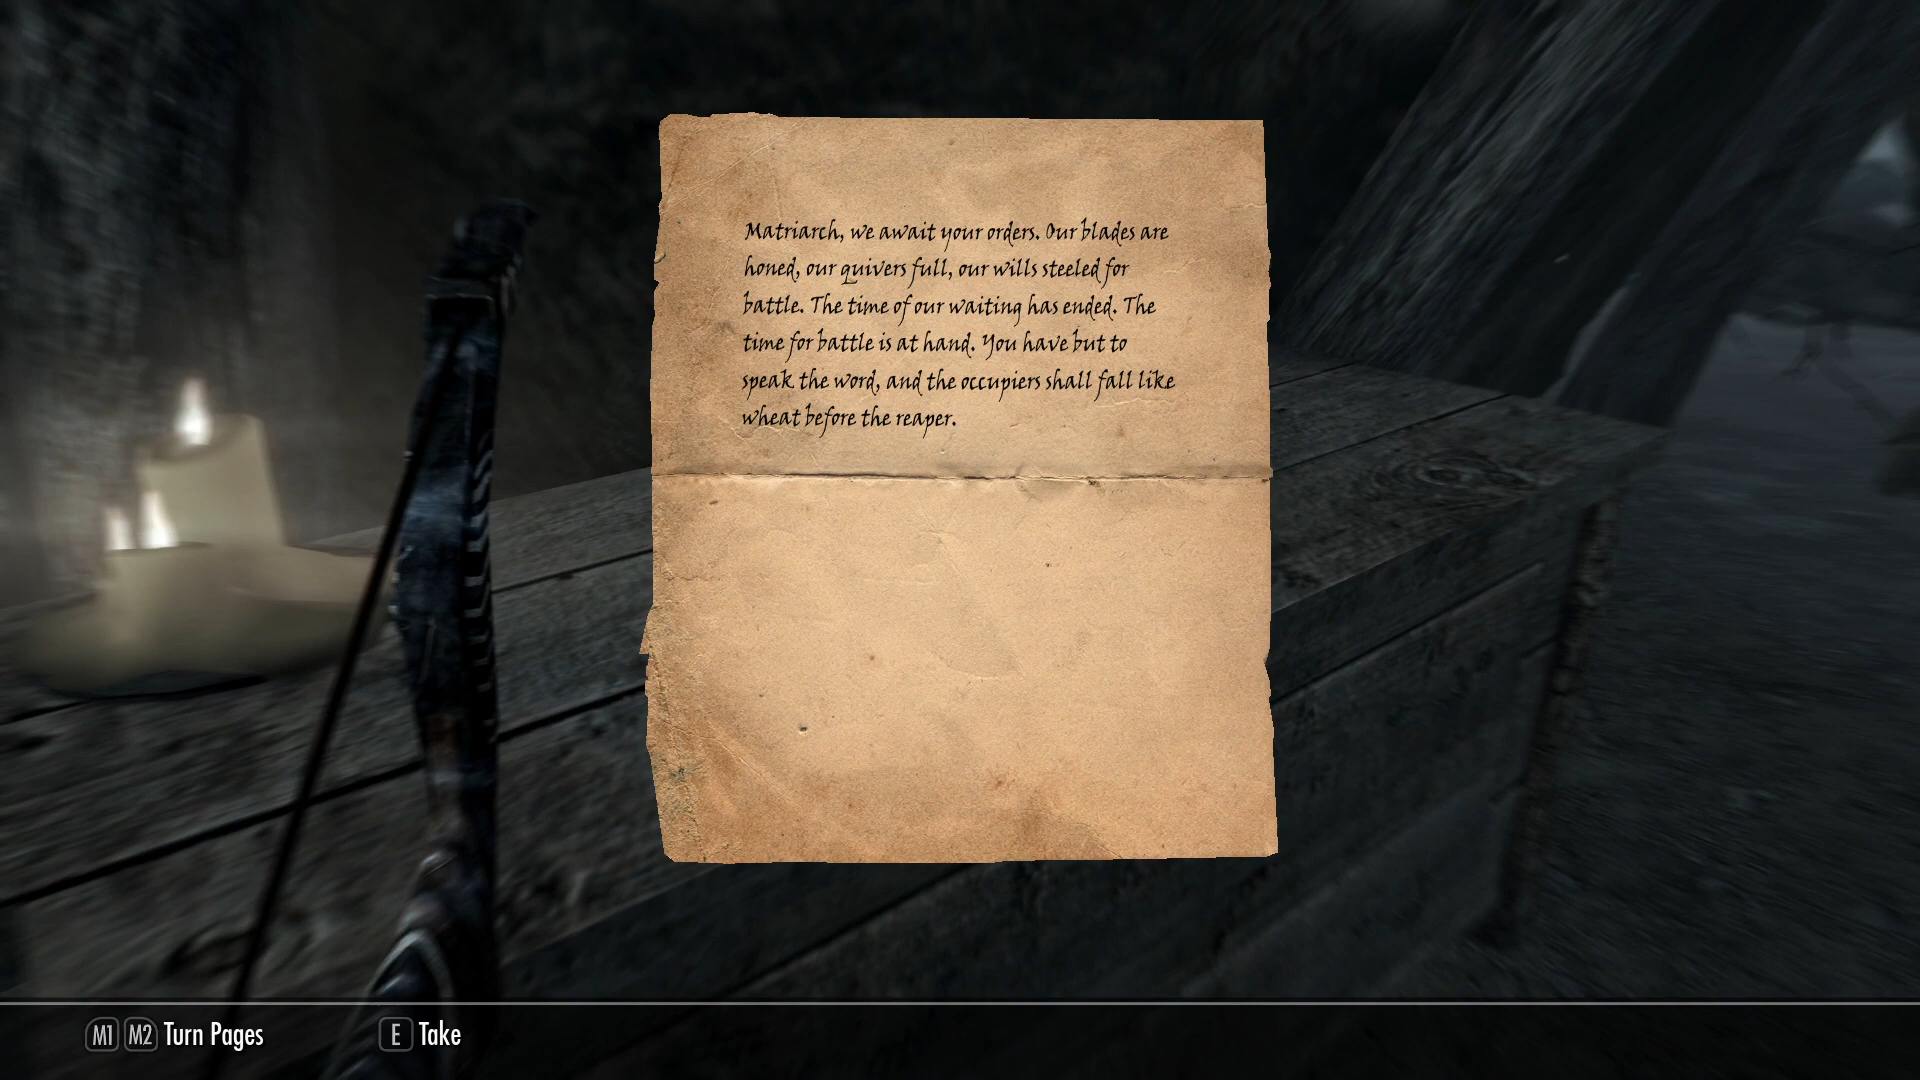 Matriarch, we await your orders. Our blades are
honed, our quivers full, our wills steeled for
battle. The time of our waiting has ended. The
time for battle is at hand. You have but to
speak the word, and the occupiers shall fall like
wheat before the reaper.
M1 M2 Turn Pages E Take